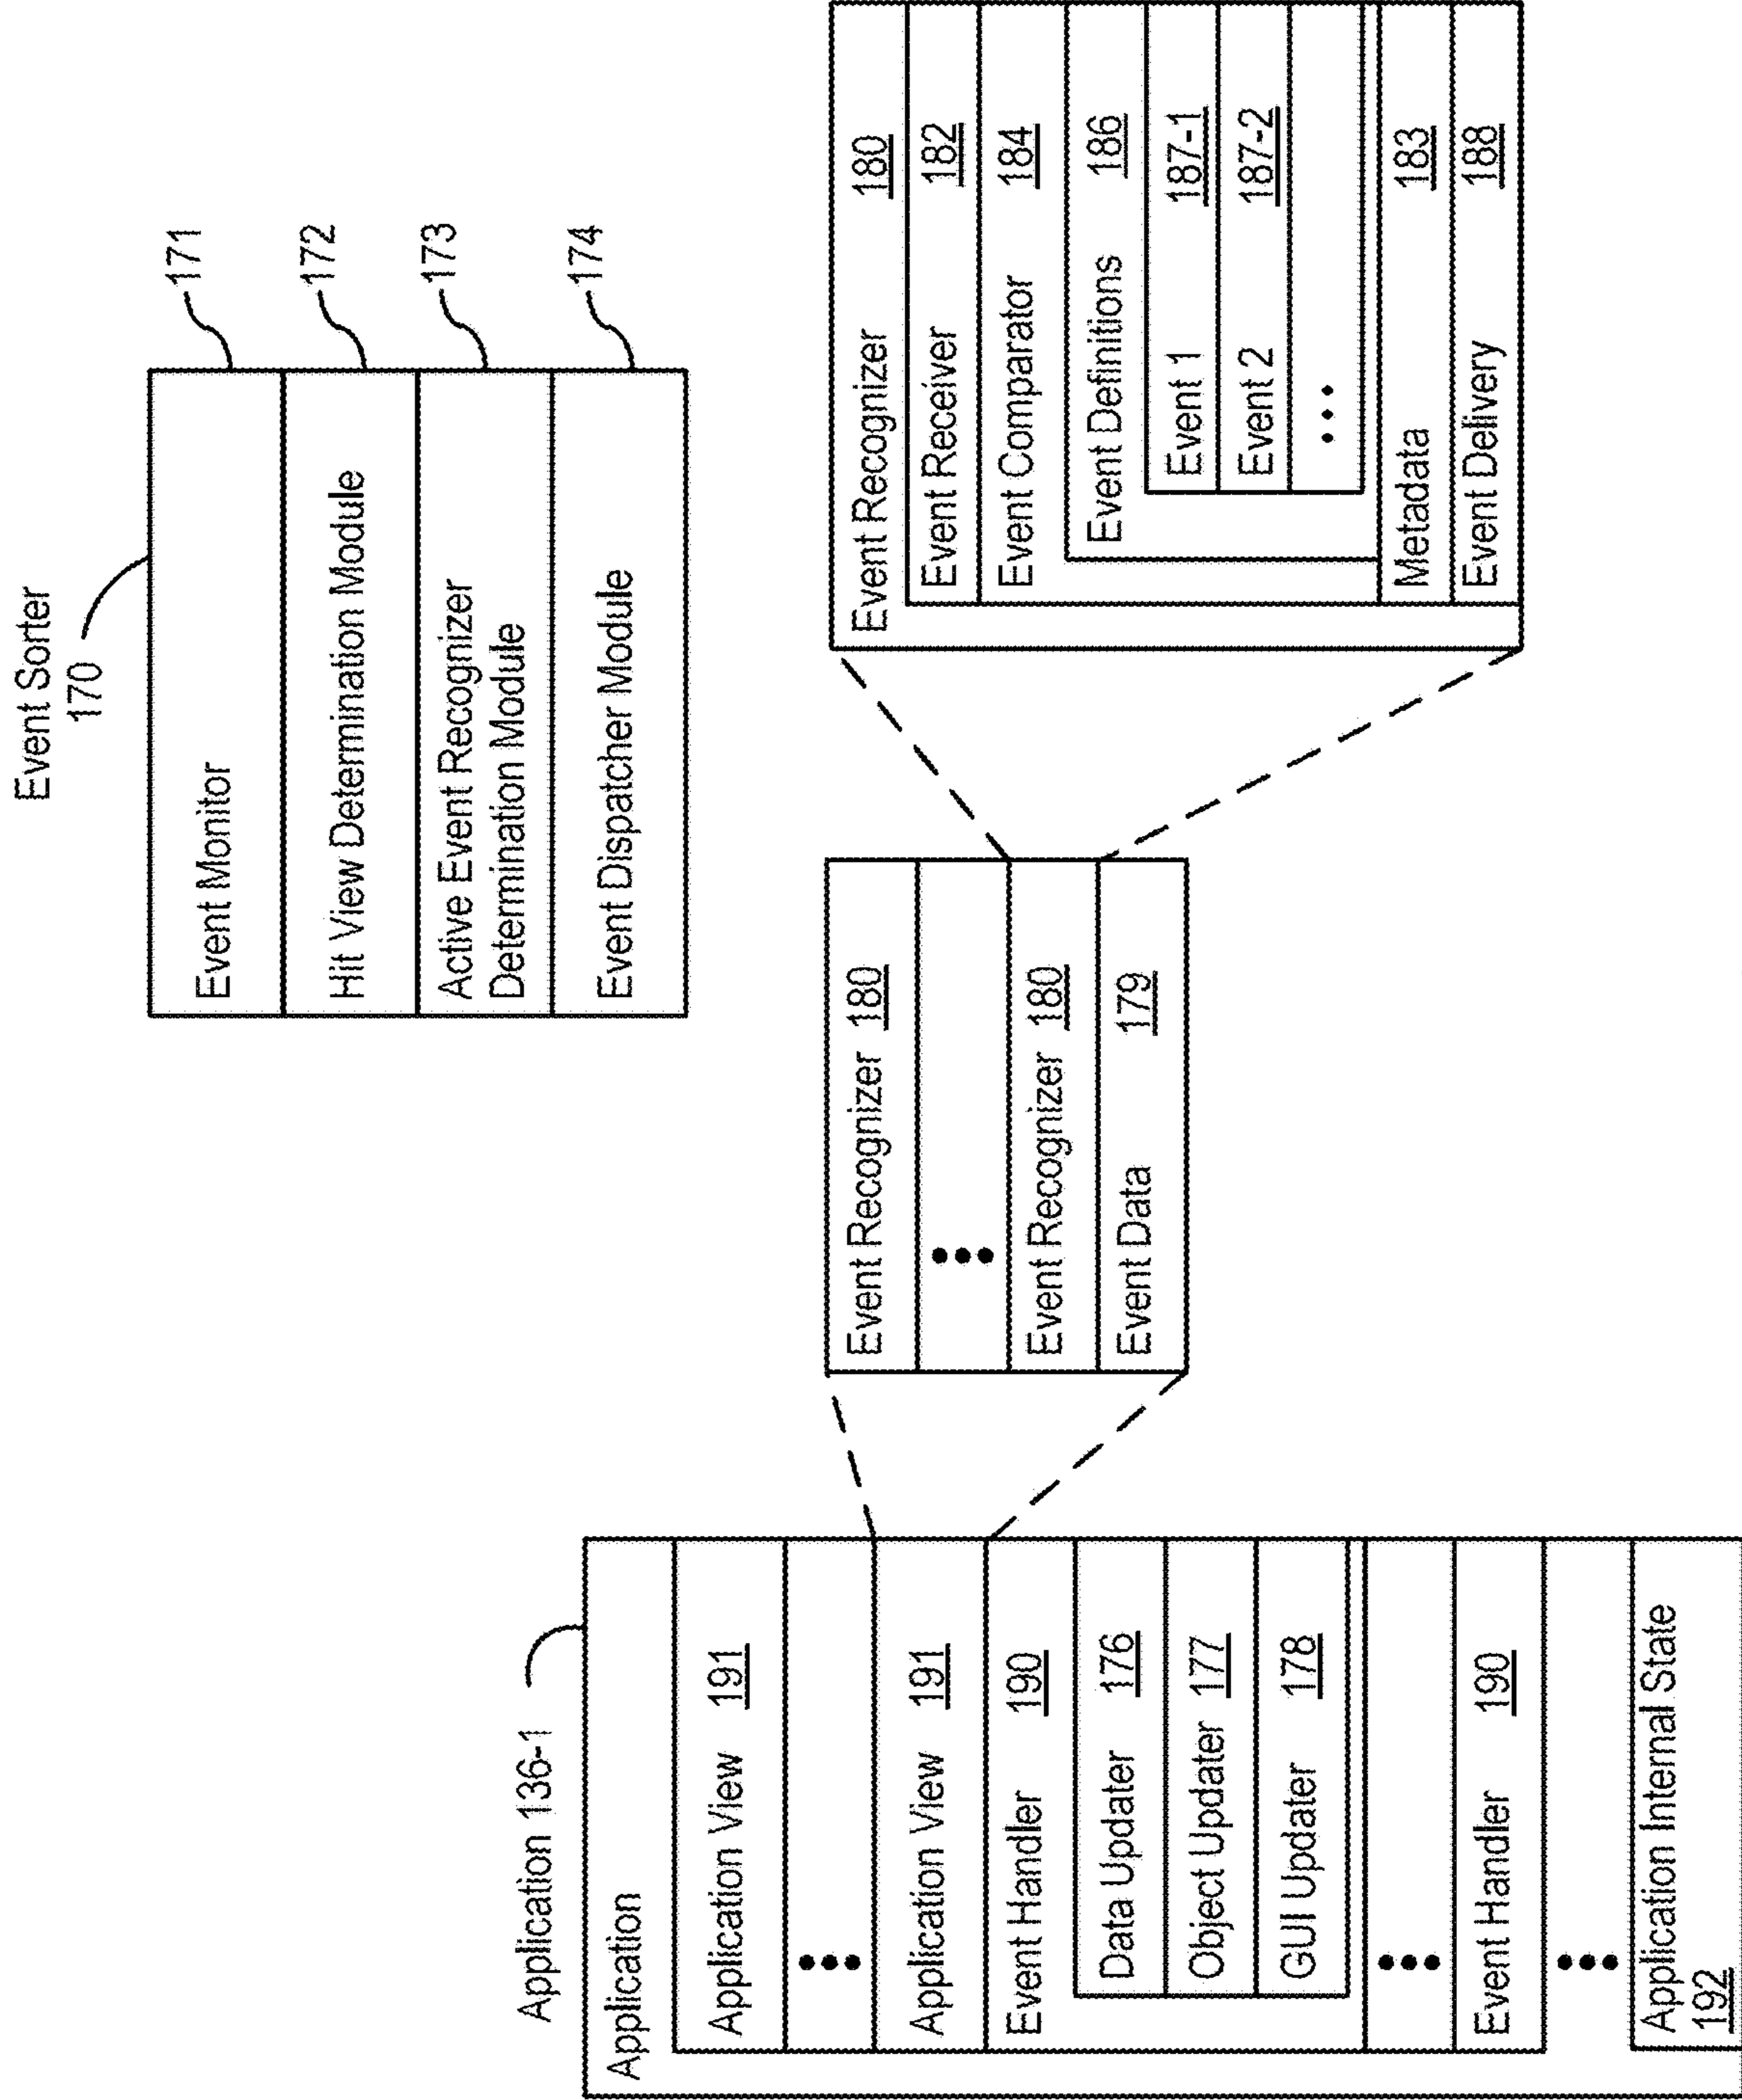 Event Sorter
170
Event Monitor
171
Hit View Determination Module
172
Active Event Recognizer
Determination Module
173
Event Dispatcher Module
174
Application 136-1
Application
Application View 191
•••
Application View 191
Event Handler 190
Data Updater 176
Object Updater 177
GUI Updater 178
•••
Event Handler 190
•••
Application Internal State
192
Event Recognizer 180
•••
Event Recognizer 180
Event Data 179
Event Recognizer 180
Event Receiver 182
Event Comparator 184
Event Definitions 186
Event 1 187-1
Event 2 187-2
•••
Metadata 183
Event Delivery 188